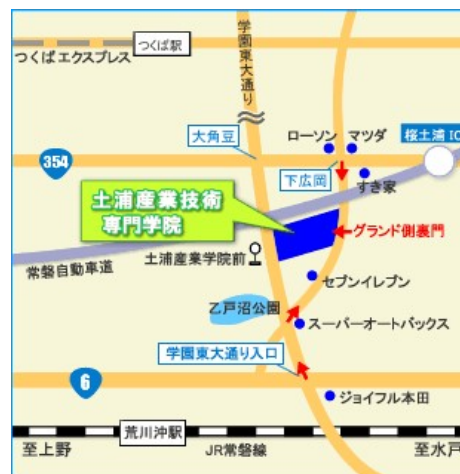 つくば駅
つくばエクスプレス
学園東大通り
大角豆
ローソン
マツダ
桜土浦 IC
354
下広岡
すき家
土浦産業技術
専門学院
グランド側裏門
常磐自動車道
土浦産業学院前
セブンイレブン
乙戸沼公園
スーパーオートバックス
学園東大通り入口
6
ジョイフル本田
荒川沖駅
至上野
JR常磐線
至水戸